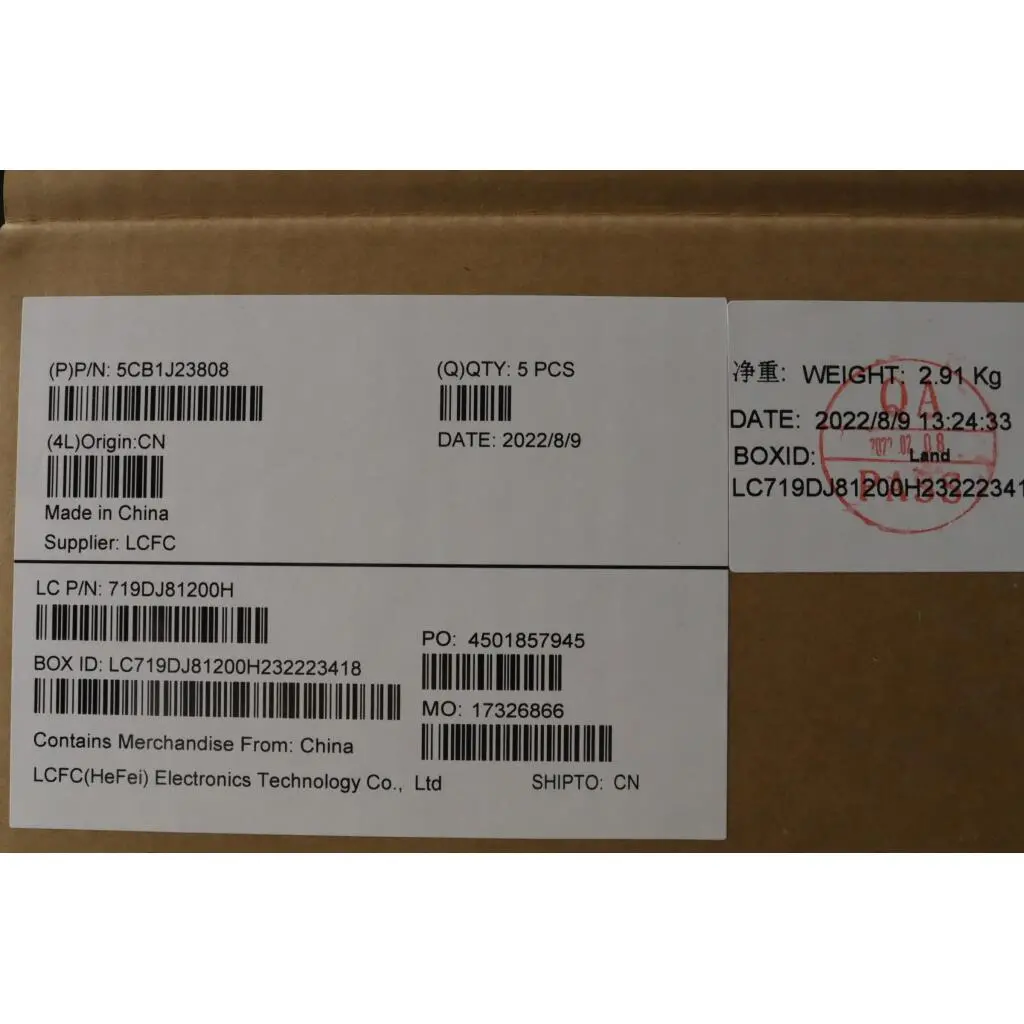 (P)P/N: 5CB1J23808
(Q)QTY: 5 PCS
(4L)Origin:CN
DATE: 2022/8/9
Made in China
Supplier: LCFC
LC P/N: 719DJ81200H
PO: 4501857945
BOX ID: LC719DJ81200H232223418
MO: 17326866
Contains Merchandise From: China
LCFC(HeFei) Electronics Technology Co., Ltd
SHIPTO: CN
净重: WEIGHT: 2.91 Kg
DATE: 2022/8/9 13:24:33
BOXID:
Land
LC719DJ81200H23222341
QA
PASS